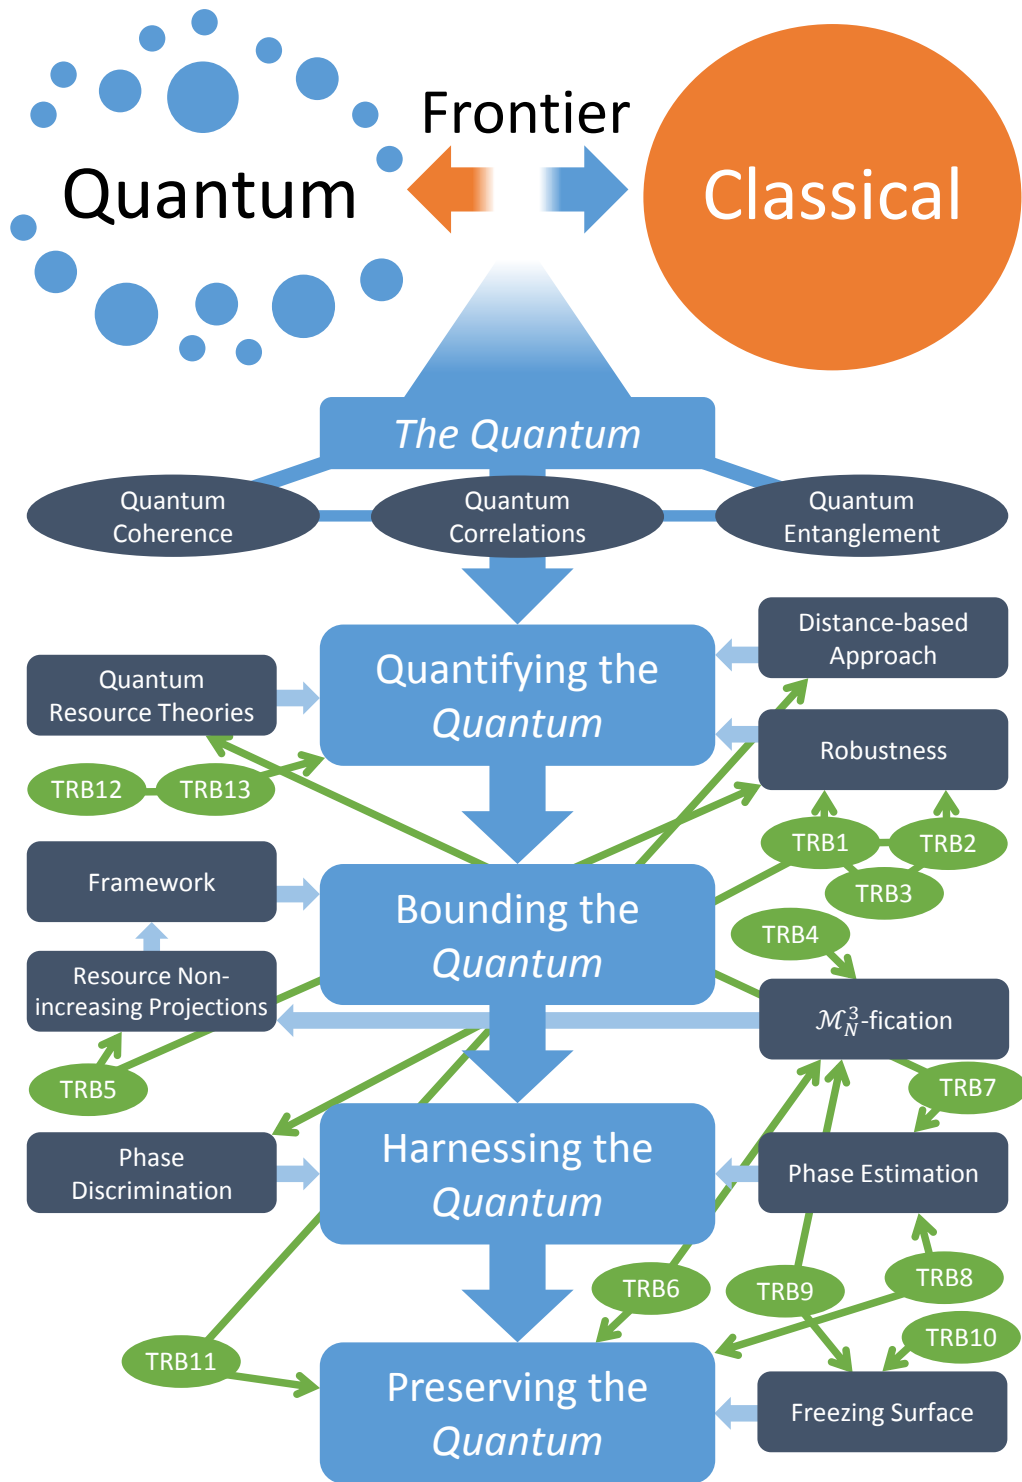 Frontier
Quantum
Classical
The Quantum
Quantum
Coherence
Quantum
Correlations
Quantum
Entanglement
Distance-based
Approach
Quantifying the
Quantum
Quantum
Resource Theories
Robustness
TRB12
TRB13
TRB1
TRB2
TRB3
Framework
Bounding the
Quantum
TRB4
Resource Non-
increasing Projections
$\mathcal{M}_N^3$-fication
TRB5
TRB7
Phase
Discrimination
Harnessing the
Quantum
Phase Estimation
TRB6
TRB9
TRB8
TRB10
TRB11
Preserving the
Quantum
Freezing Surface